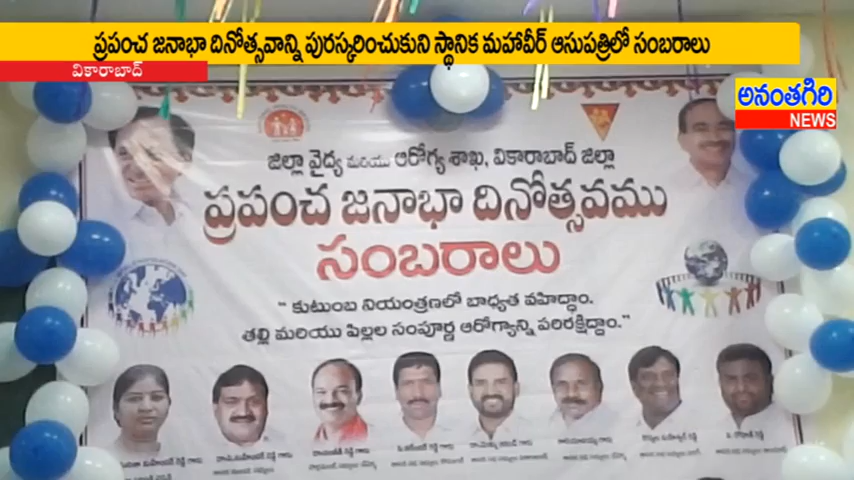 ప్రపంచ జనాభా దినోత్సవాన్ని పురస్కరించుకుని స్థానిక మహావీర్ ఆసుపత్రిలో సంబరాలు
వికారాబాద్
అనంతగిరి
NEWS
జిల్లా వైద్య మరియు ఆరోగ్య శాఖ, వికారాబాద్ జిల్లా
ప్రపంచ జనాభా దినోత్సవము
సంబరాలు
" కుటుంబ నియంత్రణలో బాధ్యత వహిద్దాం.
తల్లి మరియు పిల్లల సంపూర్ణ ఆరోగ్యాన్ని పరిరక్షిద్దాం."